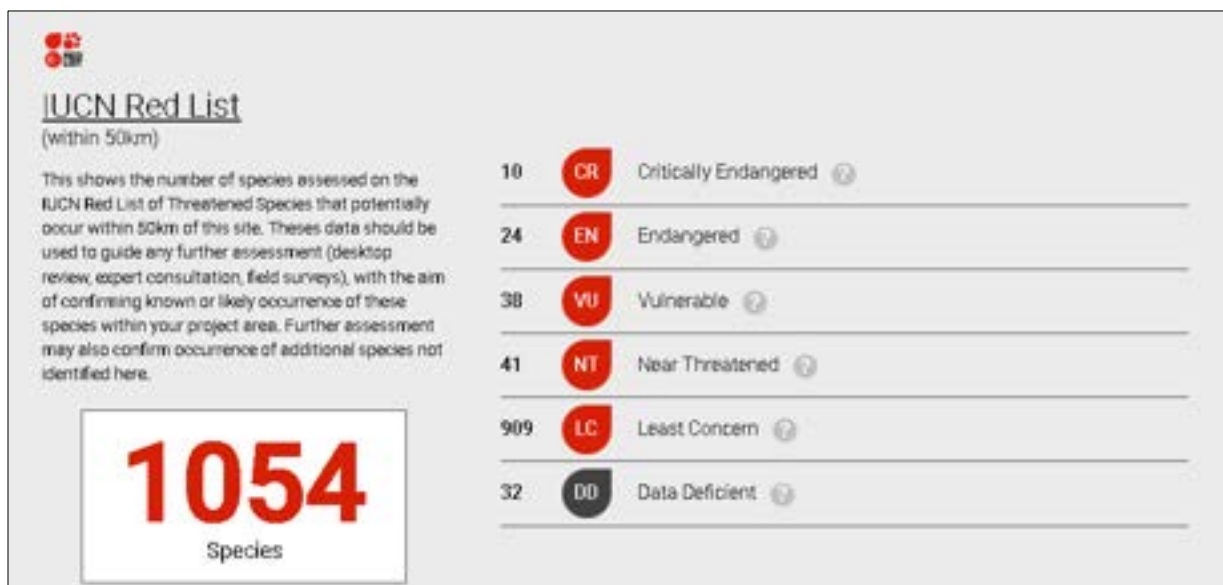 IUCN Red List
(within 50km)
This shows the number of species assessed on the
IUCN Red List of Threatened Species that potentially
occur within 50km of this site. Theses data should be
used to guide any further assessment (desktop
review, expert consultation, field surveys), with the aim
of confirming known or likely occurrence of these
species within your project area. Further assessment
may also confirm occurrence of additional species not
identified here.
1054
Species
10 CR Critically Endangered ?
24 EN Endangered ?
38 VU Vulnerable ?
41 NT Near Threatened ?
909 LC Least Concern ?
32 DD Data Deficient ?